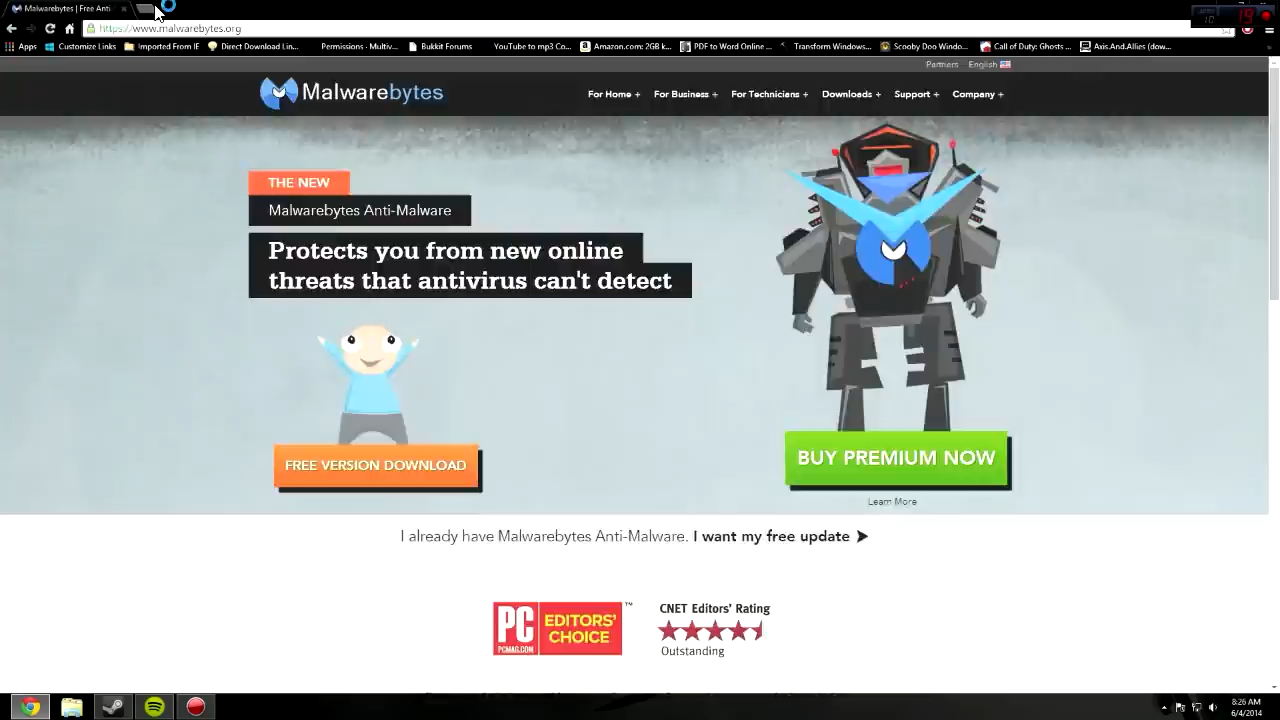 Malwarebytes | Free Anti
https://www.malwarebytes.org
Apps Customize Links Imported From IE Direct Download Lin... Permissions - Multiv... Bukkit Forums YouTube to mp3 Co... Amazon.com: 2GB k... PDF to Word Online ... Transform Windows... Scooby Doo Windo... Call of Duty: Ghosts ... Axis.And.Allies (dow...
Partners English
Malwarebytes
For Home + For Business + For Technicians + Downloads + Support + Company +
THE NEW
Malwarebytes Anti-Malware
Protects you from new online
threats that antivirus can't detect
FREE VERSION DOWNLOAD
BUY PREMIUM NOW
Learn More
I already have Malwarebytes Anti-Malware. I want my free update
PC
PCMAG.COM
EDITORS'
CHOICE
TM
CNET Editors' Rating
Outstanding
8:26 AM
6/4/2014